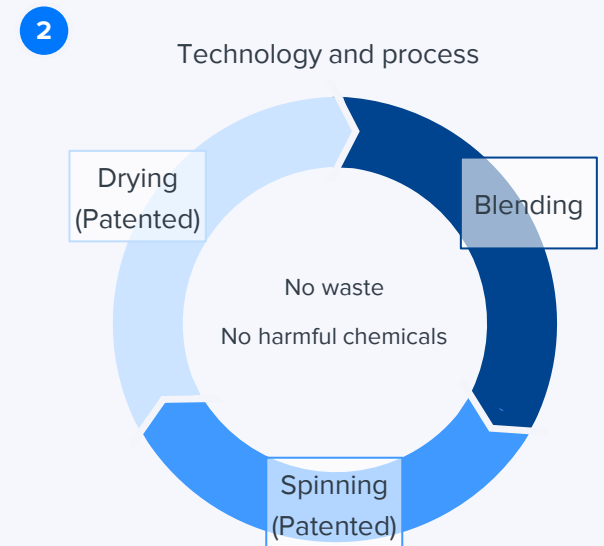 2
Technology and process
Drying
(Patented)
Blending
No waste
No harmful chemicals
Spinning
(Patented)